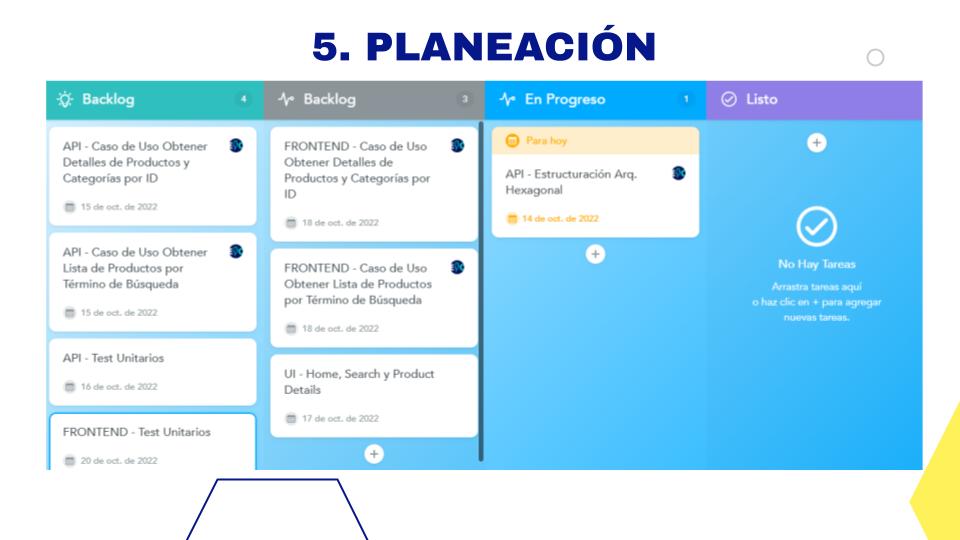 5. PLANEACIÓN
Backlog 4
API - Caso de Uso Obtener
Detalles de Productos y
Categorías por ID
15 de oct. de 2022
API - Caso de Uso Obtener
Lista de Productos por
Término de Búsqueda
15 de oct. de 2022
API - Test Unitarios
16 de oct. de 2022
FRONTEND - Test Unitarios
20 de oct. de 2022
Backlog 3
FRONTEND - Caso de Uso
Obtener Detalles de
Productos y Categorías por
ID
18 de oct. de 2022
FRONTEND - Caso de Uso
Obtener Lista de Productos
por Término de Búsqueda
18 de oct. de 2022
UI - Home, Search y Product
Details
17 de oct. de 2022
En Progreso 1
Para hoy
API - Estructuración Arq.
Hexagonal
14 de oct. de 2022
Listo
No Hay Tareas
Arrastra tareas aquí
o haz clic en + para agregar
nuevas tareas.